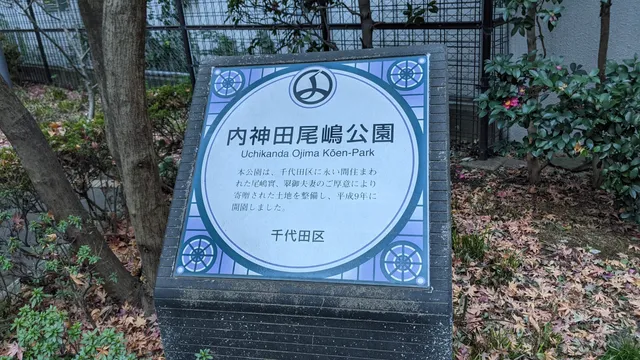 内神田尾嶋公園
Uchikanda Ojima Kōen-Park
本公園は、千代田区に永い間住まわ
れた尾嶋實、翠御夫妻のご厚意により
寄贈された土地を整備し、平成9年に
開園しました。
千代田区